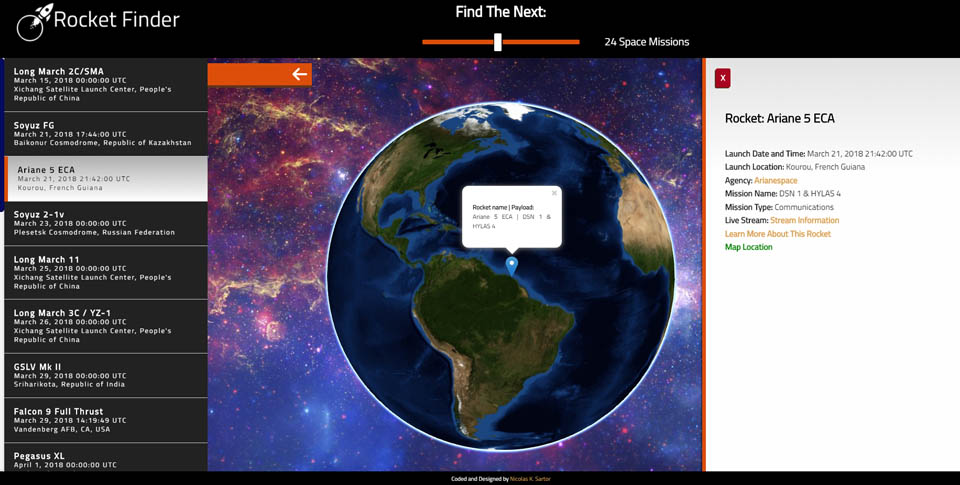 Rocket Finder
Find The Next:
24 Space Missions
Long March 2C/SMA
March 15, 2018 00:00:00 UTC
Xichang Satellite Launch Center, People's
Republic of China
Soyuz FG
March 21, 2018 17:44:00 UTC
Baikonur Cosmodrome, Republic of Kazakhstan
Ariane 5 ECA
March 21, 2018 21:42:00 UTC
Kourou, French Guiana
Soyuz 2-1v
March 23, 2018 00:00:00 UTC
Plesetsk Cosmodrome, Russian Federation
Long March 11
March 25, 2018 00:00:00 UTC
Xichang Satellite Launch Center, People's
Republic of China
Long March 3C / YZ-1
March 26, 2018 00:00:00 UTC
Xichang Satellite Launch Center, People's
Republic of China
GSLV Mk II
March 29, 2018 00:00:00 UTC
Sriharikota, Republic of India
Falcon 9 Full Thrust
March 29, 2018 14:19:49 UTC
Vandenberg AFB, CA, USA
Pegasus XL
April 1, 2018 00:00:00 UTC
×
Rocket name | Payload:
Ariane 5 ECA | DSN 1 &
HYLAS 4
X
Rocket: Ariane 5 ECA
Launch Date and Time: March 21, 2018 21:42:00 UTC
Launch Location: Kourou, French Guiana
Agency: Arianespace
Mission Name: DSN 1 & HYLAS 4
Mission Type: Communications
Live Stream: Stream Information
Learn More About This Rocket
Map Location
Coded and Designed by Nicolas K. Sartor